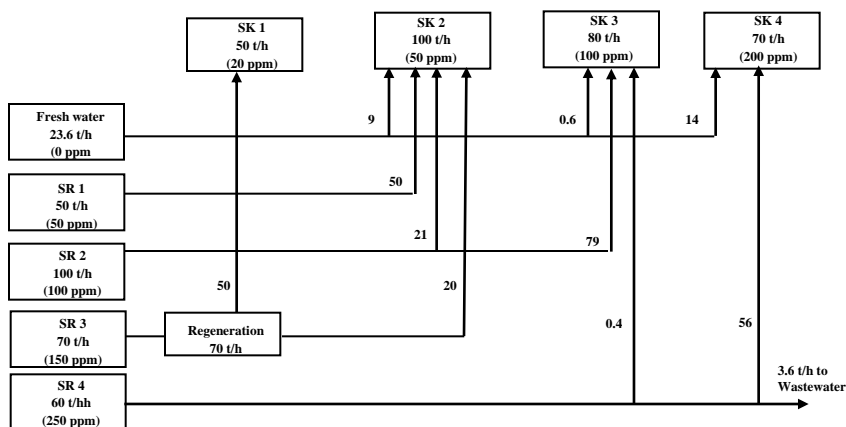 SK 1
50 t/h
(20 ppm)
SK 2
100 t/h
(50 ppm)
SK 3
80 t/h
(100 ppm)
SK 4
70 t/h
(200 ppm)
Fresh water
23.6 t/h
(0 ppm
9
0.6
14
SR 1
50 t/h
(50 ppm)
50
SR 2
100 t/h
(100 ppm)
21
79
50
20
SR 3
70 t/h
(150 ppm)
Regeneration
70 t/h
0.4
56
SR 4
60 t/hh
(250 ppm)
3.6 t/h to
Wastewater